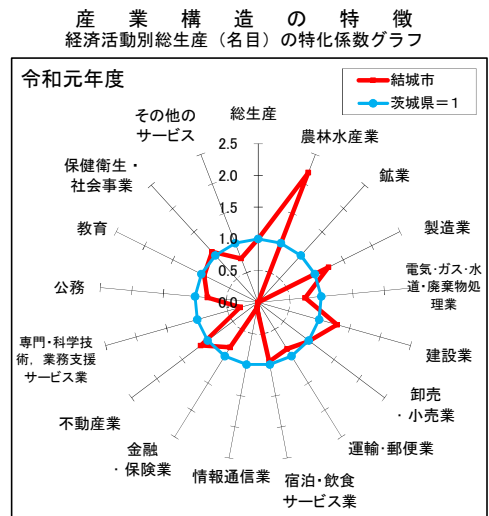 産業構造の特徴
経済活動別総生産（名目）の特化係数グラフ
令和元年度
結城市
茨城県＝1
総生産
農林水産業
鉱業
製造業
電気･ガス･水
道･廃棄物処
理業
建設業
卸売
・小売業
運輸･郵便業
宿泊・飲食
サービス業
情報通信業
金融
・保険業
不動産業
専門・科学技
術，業務支援
サービス業
公務
教育
保健衛生・
社会事業
その他の
サービス
2.5
2.0
1.5
1.0
0.5
0.0